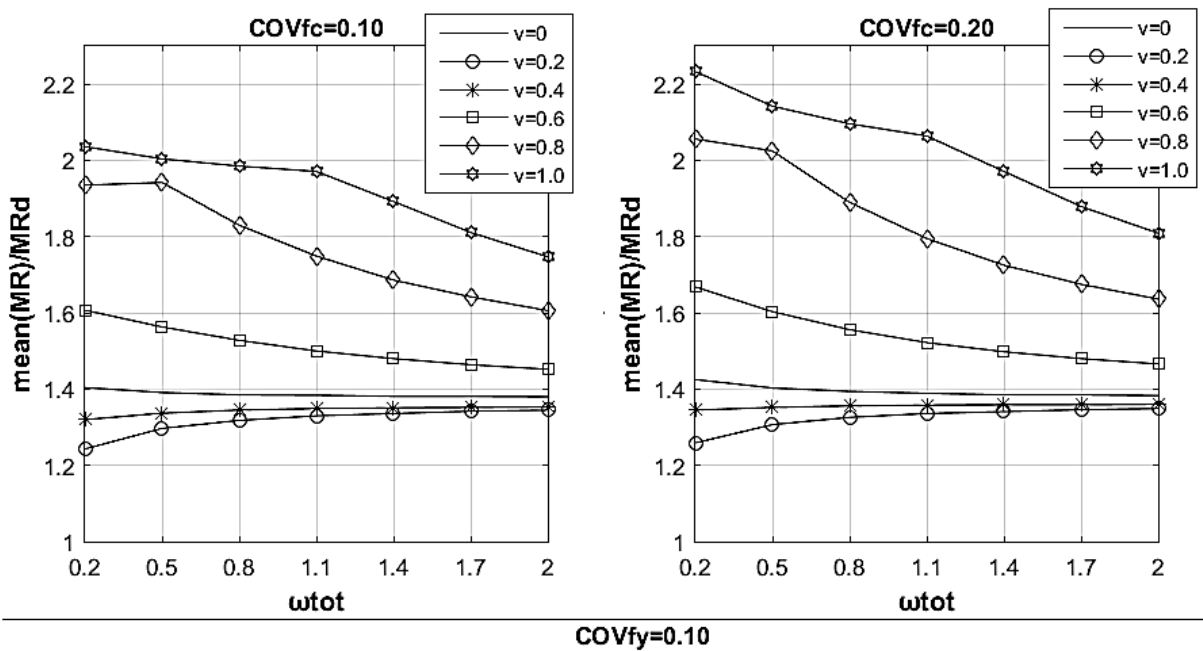 COVfc=0.10
v=0
v=0.2
v=0.4
v=0.6
v=0.8
v=1.0
mean(MR)/MRd
2.2
2
1.8
1.6
1.4
1.2
1
0.2 0.5 0.8 1.1 1.4 1.7 2
ωtot
COVfc=0.20
v=0
v=0.2
v=0.4
v=0.6
v=0.8
v=1.0
mean(MR)/MRd
2.2
2
1.8
1.6
1.4
1.2
1
0.2 0.5 0.8 1.1 1.4 1.7 2
ωtot
COVfy=0.10